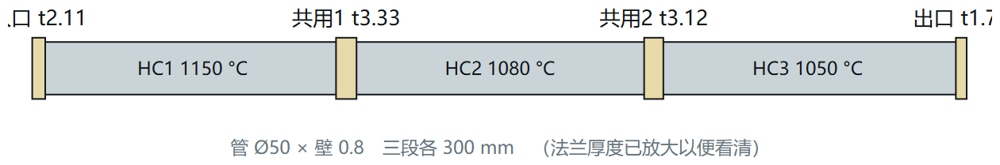 口 t2.11 共用1 t3.33 共用2 t3.12 出口 t1.7
HC1 1150 °C HC2 1080 °C HC3 1050 °C
管 Ø50 × 壁 0.8 三段各 300 mm （法兰厚度已放大以便看清）